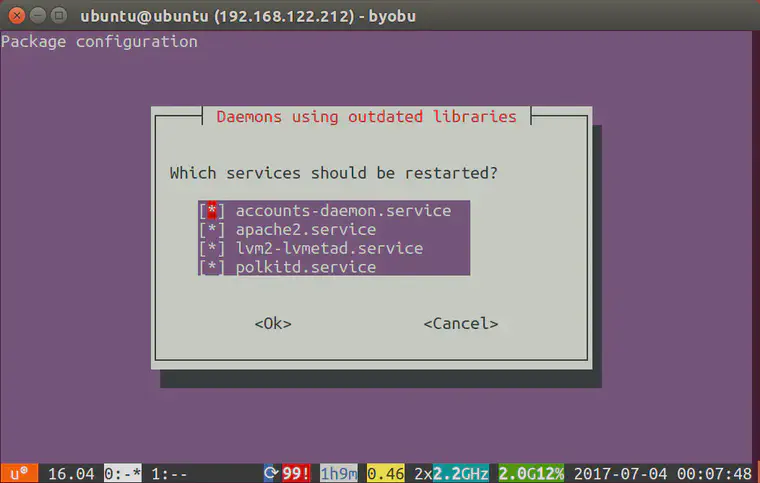 ubuntu@ubuntu (192.168.122.212) - byobu
Package configuration
Daemons using outdated libraries
Which services should be restarted?
[*] accounts-daemon.service
[*] apache2.service
[*] lvm2-lvmetad.service
[*] polkitd.service
<Ok> <Cancel>
u 16.04 0:-* 1:-- ⟳ 99! 1h9m 0.46 2x2.2GHz 2.0G12% 2017-07-04 00:07:48